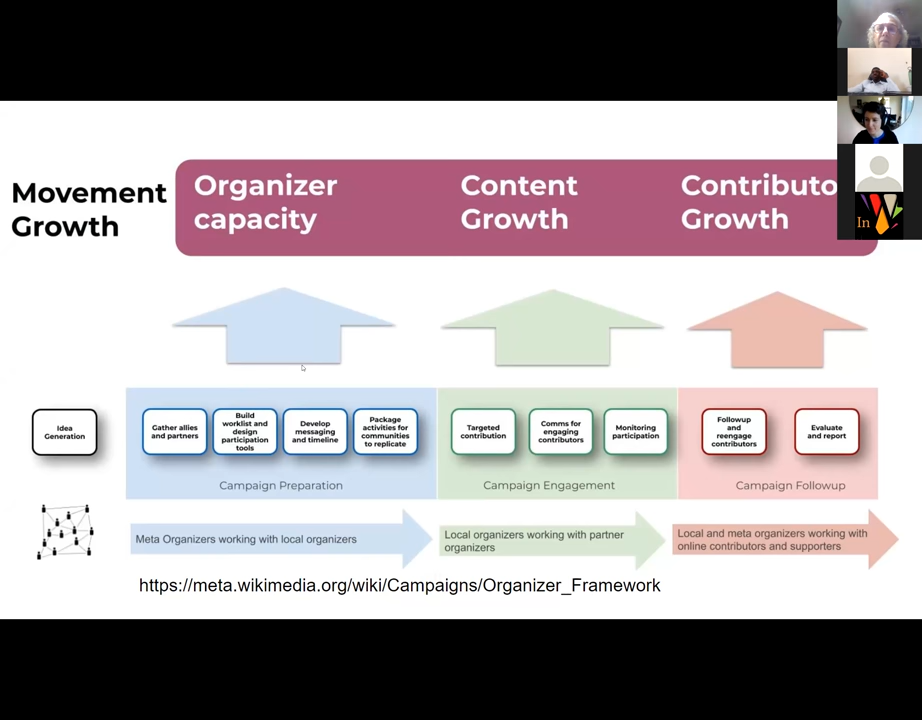 Movement
Growth
Organizer
capacity
Content
Growth
Contributo
Growth
In
Idea
Generation
Gather allies
and partners
Build
worklist and
design
participation
tools
Develop
messaging
and timeline
Package
activities for
communities
to replicate
Campaign Preparation
Targeted
contribution
Comms for
engaging
contributors
Monitoring
participation
Campaign Engagement
Followup
and
reengage
contributors
Evaluate
and report
Campaign Followup
Meta Organizers working with local organizers
Local organizers working with partner
organizers
Local and meta organizers working with
online contributors and supporters
https://meta.wikimedia.org/wiki/Campaigns/Organizer_Framework